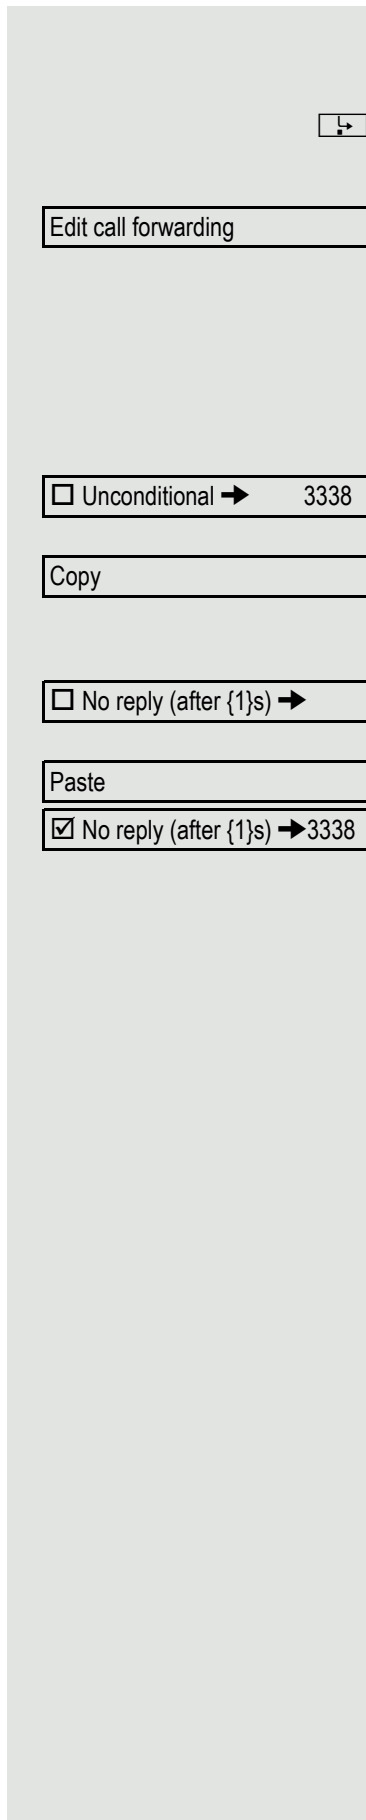 Edit call forwarding
☐ Unconditional → 3338
Copy
☐ No reply (after {1}s) →
Paste
☑ No reply (after {1}s) →3338